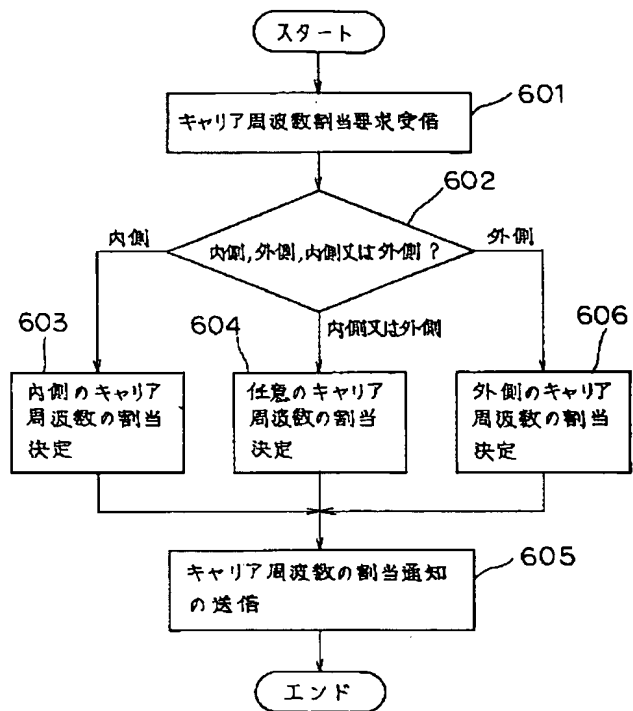 スタート
601
キャリア周波数割当要求受信
602
内側
内側,外側,内側又は外側?
外側
603
604
内側又は外側
606
内側のキャリア
周波数の割当
決定
任意のキャリア
周波数の割当
決定
外側のキャリア
周波数の割当
決定
605
キャリア周波数の割当通知
の送信
エンド